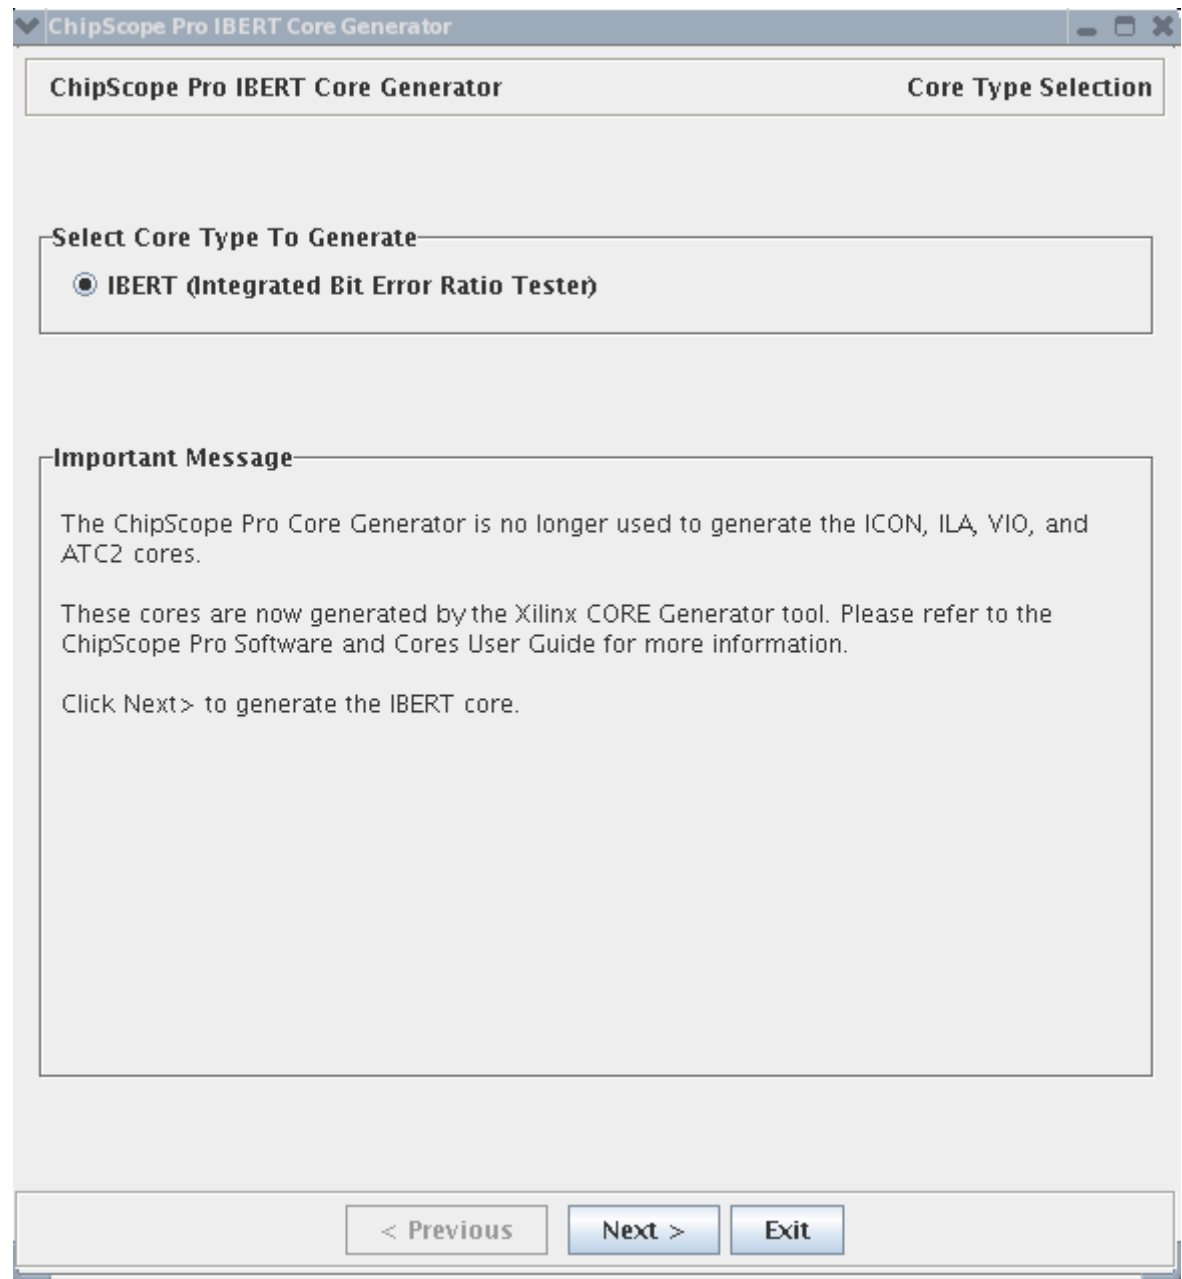 ChipScope Pro IBERT Core Generator
ChipScope Pro IBERT Core Generator Core Type Selection
Select Core Type To Generate
IBERT (Integrated Bit Error Ratio Tester)
Important Message
The ChipScope Pro Core Generator is no longer used to generate the ICON, ILA, VIO, and
ATC2 cores.
These cores are now generated by the Xilinx CORE Generator tool. Please refer to the
ChipScope Pro Software and Cores User Guide for more information.
Click Next> to generate the IBERT core.
< Previous Next > Exit